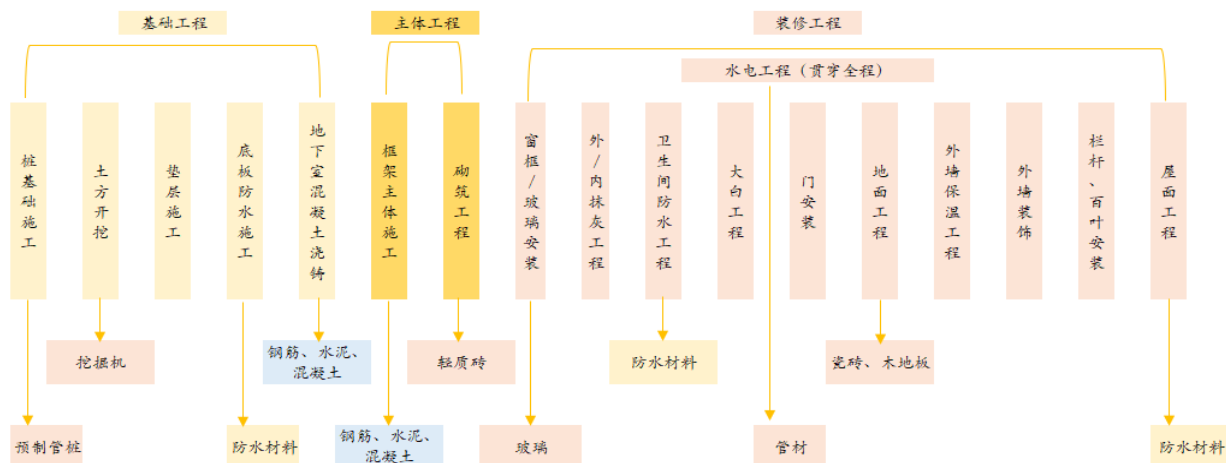 基础工程
主体工程
装修工程
水电工程（贯穿全程）
桩基础施工
土方开挖
垫层施工
底板防水施工
地下室混凝土浇铸
框架主体施工
砌筑工程
窗框/玻璃安装
外/内抹灰工程
卫生间防水工程
大白工程
门安装
地面工程
外墙保温工程
外墙装饰
栏杆、百叶安装
屋面工程
挖掘机
钢筋、水泥、
混凝土
轻质砖
防水材料
瓷砖、木地板
预制管桩
防水材料
钢筋、水泥、
混凝土
玻璃
管材
防水材料